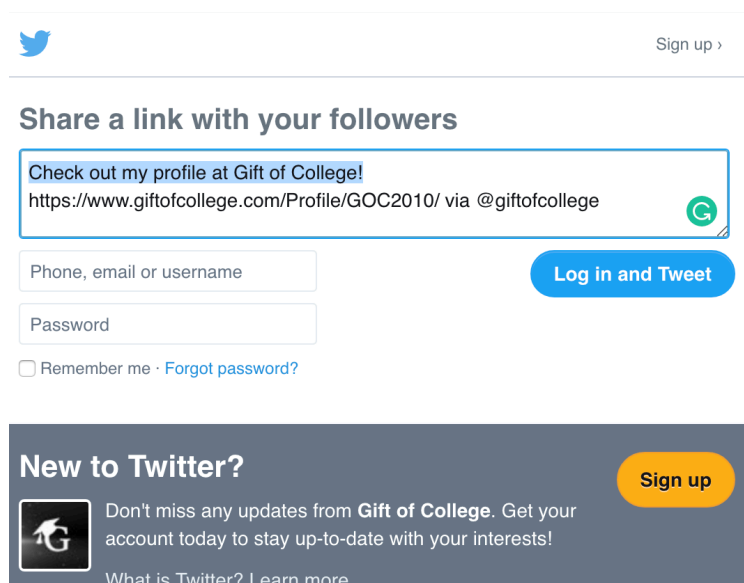 Sign up ›
Share a link with your followers
Check out my profile at Gift of College!
https://www.giftofcollege.com/Profile/GOC2010/ via @giftofcollege
Phone, email or username
Log in and Tweet
Password
Remember me · Forgot password?
New to Twitter?
Sign up
Don't miss any updates from Gift of College. Get your
account today to stay up-to-date with your interests!
What is Twitter? Learn more